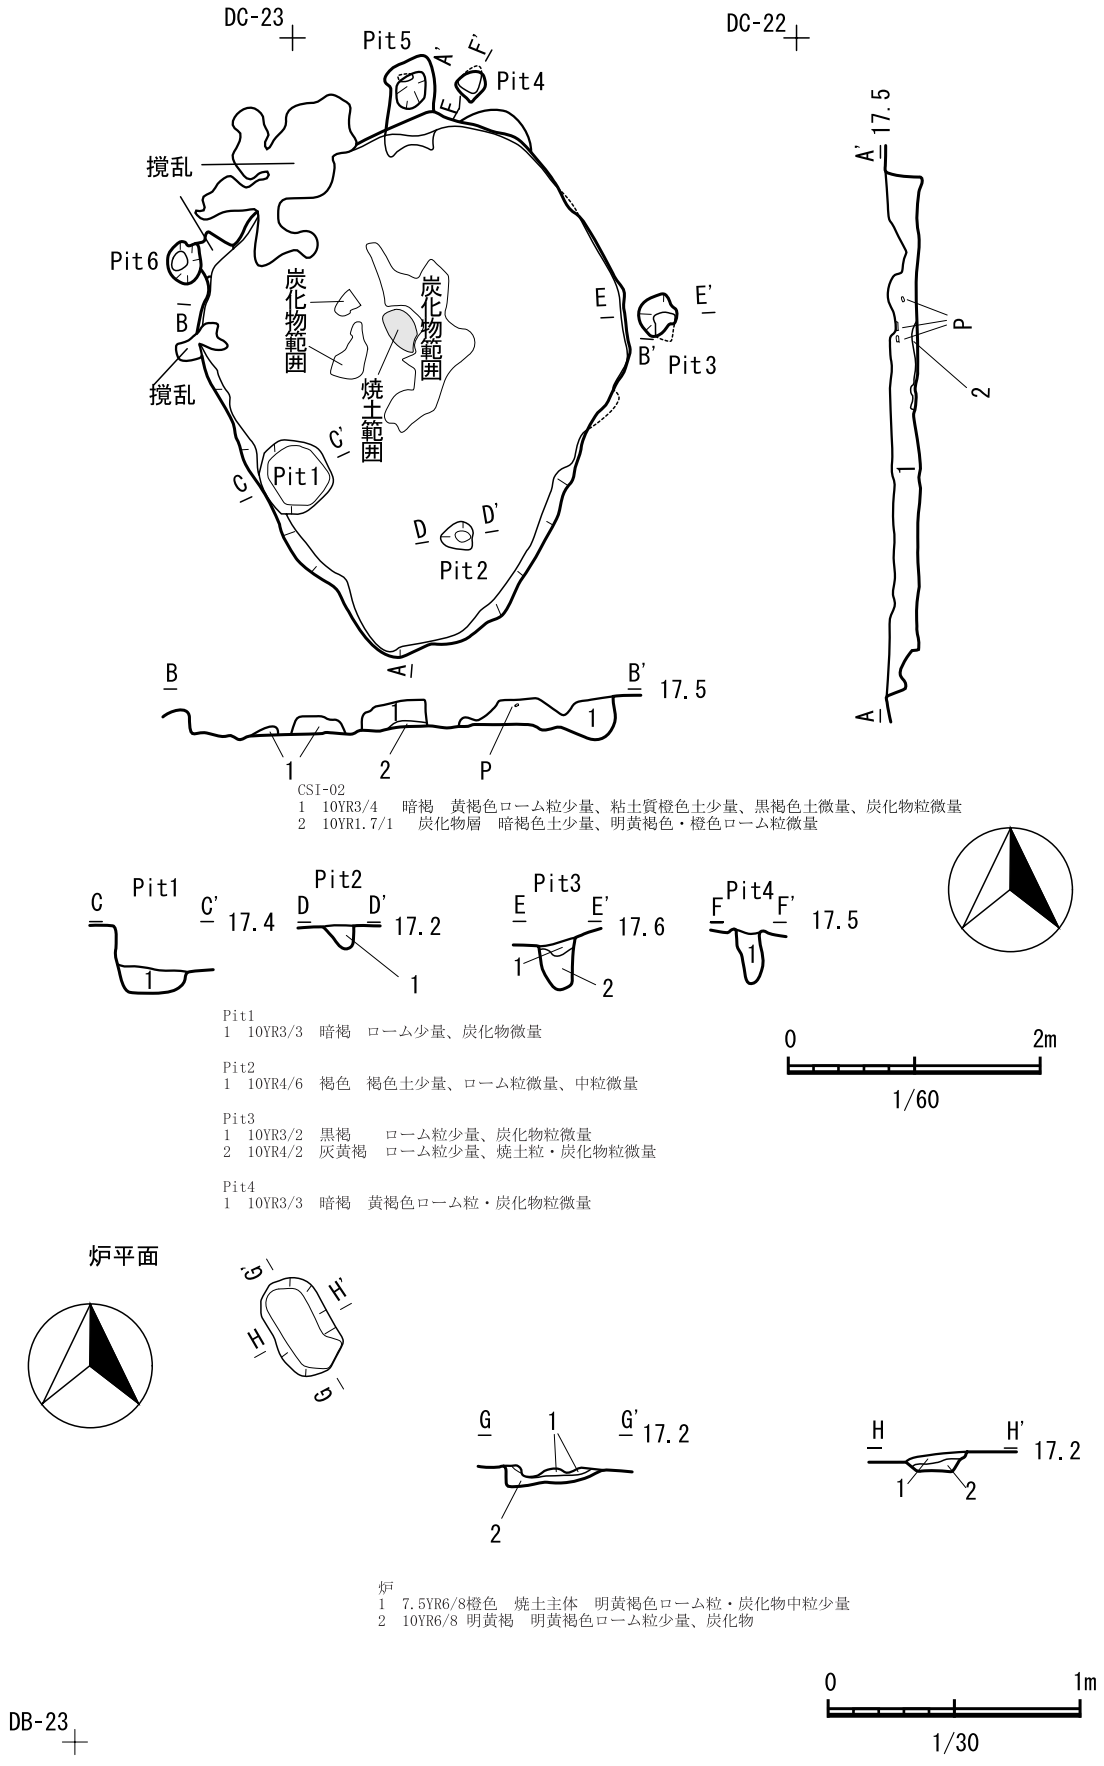 DC-23
DC-22
Pit5
A'
F'
Pit4
F
撹乱
Pit6
B
撹乱
炭化物範囲
炭化物範囲
焼土範囲
E
E'
B'
Pit3
C'
C
Pit1
D
D'
Pit2
A
A'
17.5
P
2
1
A
B
B'
17.5
1
1
1
2
P
CSI-02
1 10YR3/4 暗褐 黄褐色ローム粒少量、粘土質橙色土少量、黒褐色土微量、炭化物粒微量
2 10YR1.7/1 炭化物層 暗褐色土少量、明黄褐色・橙色ローム粒微量
Pit1
C
C'
17.4
1
Pit2
D
D'
17.2
1
Pit3
E
E'
17.6
1
2
Pit4
F
F'
17.5
1
Pit1
1 10YR3/3 暗褐 ローム少量、炭化物微量
Pit2
1 10YR4/6 褐色 褐色土少量、ローム粒微量、中粒微量
Pit3
1 10YR3/2 黒褐 ローム粒少量、炭化物粒微量
2 10YR4/2 灰黄褐 ローム粒少量、焼土粒・炭化物粒微量
Pit4
1 10YR3/3 暗褐 黄褐色ローム粒・炭化物粒微量
0
2m
1/60
炉平面
G'
H'
H
G
G
1
G'
17.2
2
H
H'
17.2
1
2
炉
1 7.5YR6/8橙色 焼土主体 明黄褐色ローム粒・炭化物中粒少量
2 10YR6/8 明黄褐 明黄褐色ローム粒少量、炭化物
0
1m
1/30
DB-23